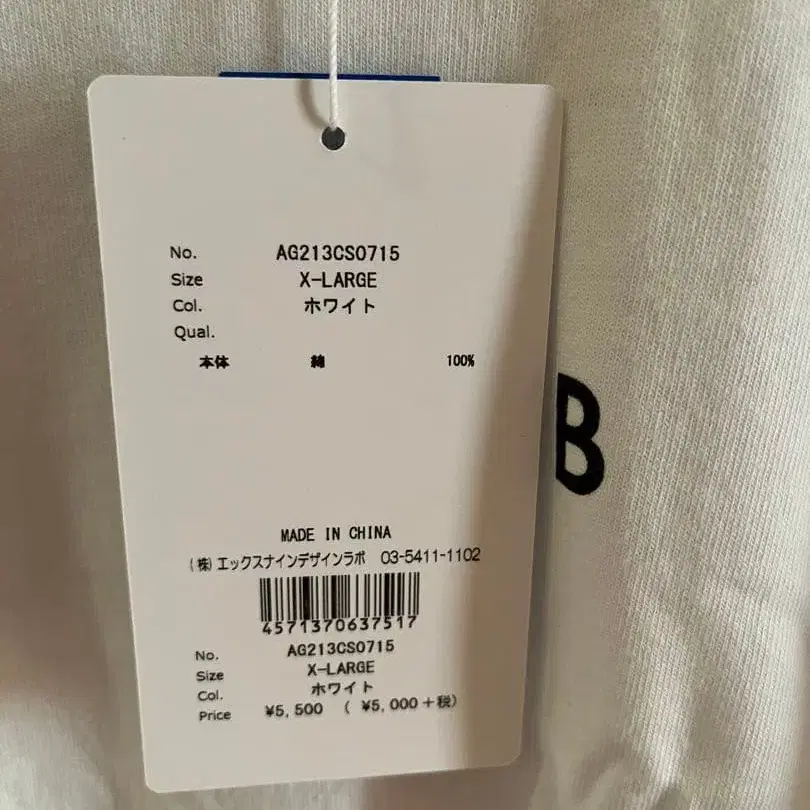 No. AG213CS0715
Size X-LARGE
Col. ホワイト
Qual.
本体 綿 100%
B
MADE IN CHINA
(株)エックスナインデザインラボ 03-5411-1102
4571370637517
No. AG213CS0715
Size X-LARGE
Col. ホワイト
Price ¥5,500 ( ¥5,000+税)